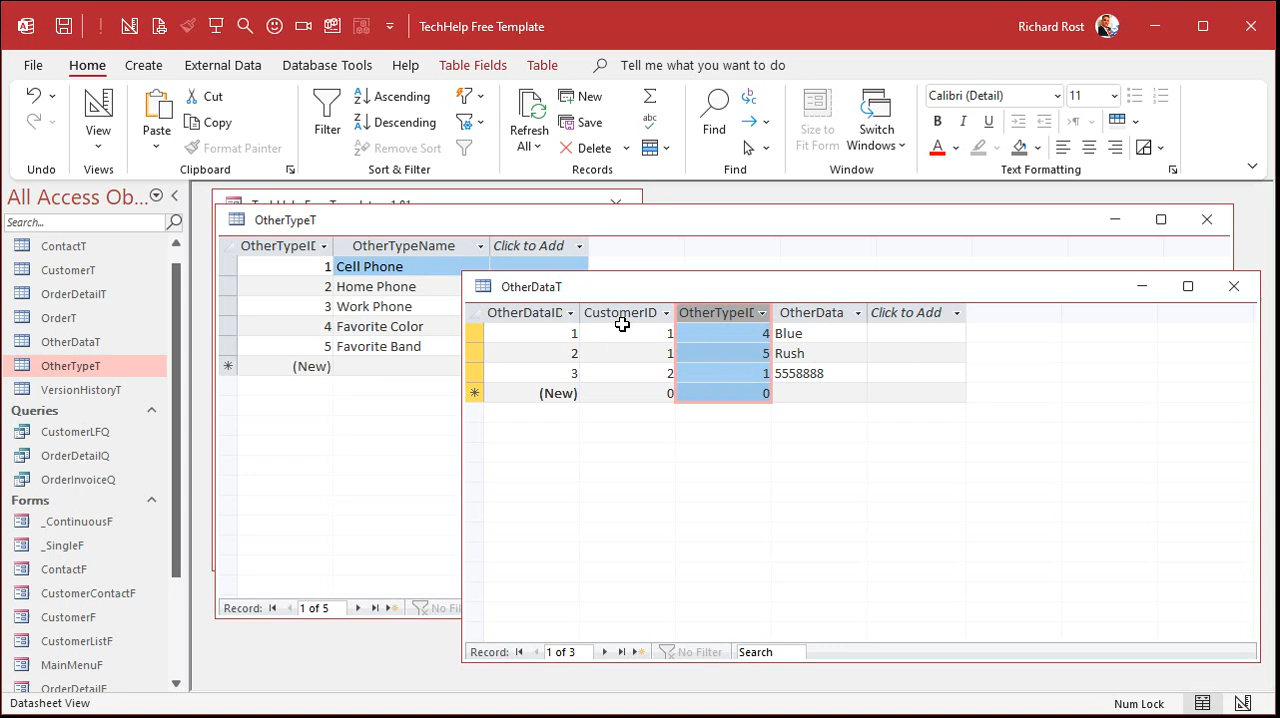 TechHelp Free Template
Richard Rost
File Home Create External Data Database Tools Help Table Fields Table Tell me what you want to do
Undo
View
Views
Paste
Cut
Copy
Format Painter
Clipboard
Filter
Ascending
Descending
Remove Sort
Sort & Filter
Refresh
All
New
Save
Delete
Records
Find
Find
Size to
Fit Form
Switch
Windows
Window
Calibri (Detail) 11
B I U
A
Text Formatting
All Access Ob...
Search...
ContactT
CustomerT
OrderDetailT
OrderT
OtherDataT
OtherTypeT
VersionHistoryT
Queries
CustomerLFQ
OrderDetailQ
OrderInvoiceQ
Forms
_ContinuousF
_SingleF
ContactF
CustomerContactF
CustomerF
CustomerListF
MainMenuF
OrderDetailF
OtherTypeT
OtherTypeID OtherTypeName Click to Add
1 Cell Phone
2 Home Phone
3 Work Phone
4 Favorite Color
5 Favorite Band
(New)
Record: 1 of 5 No Fil
OtherDataT
OtherDataID CustomerID OtherTypeID OtherData Click to Add
1 1 4 Blue
2 1 5 Rush
3 2 1 5558888
(New) 0 0
Record: 1 of 3 No Filter Search
Datasheet View
Num Lock